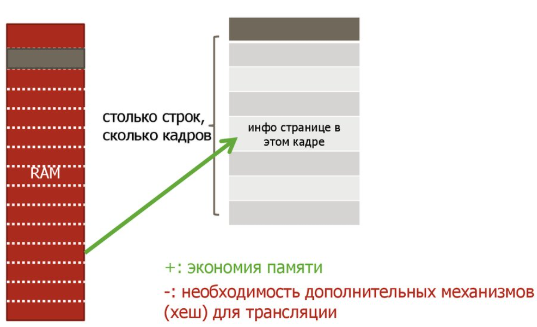 столько строк,
сколько кадров
инфо странице в
этом кадре
RAM
+: экономия памяти
-: необходимость дополнительных механизмов
(хеш) для трансляции